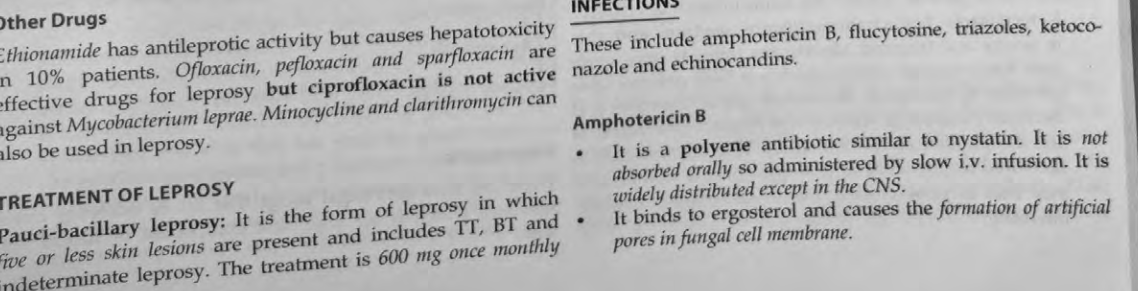 Other Drugs
Ethionamide has antileprotic activity but causes hepatotoxicity
in 10% patients. Ofloxacin, pefloxacin and sparfloxacin are
effective drugs for leprosy but ciprofloxacin is not active
against Mycobacterium leprae. Minocycline and clarithromycin can
also be used in leprosy.
TREATMENT OF LEPROSY
Pauci-bacillary leprosy: It is the form of leprosy in which
five or less skin lesions are present and includes TT, BT and
indeterminate leprosy. The treatment is 600 mg once monthly
INFECTIONS
These include amphotericin B, flucytosine, triazoles, ketoco-
nazole and echinocandins.
Amphotericin B
• It is a polyene antibiotic similar to nystatin. It is not
absorbed orally so administered by slow i.v. infusion. It is
widely distributed except in the CNS.
• It binds to ergosterol and causes the formation of artificial
pores in fungal cell membrane.